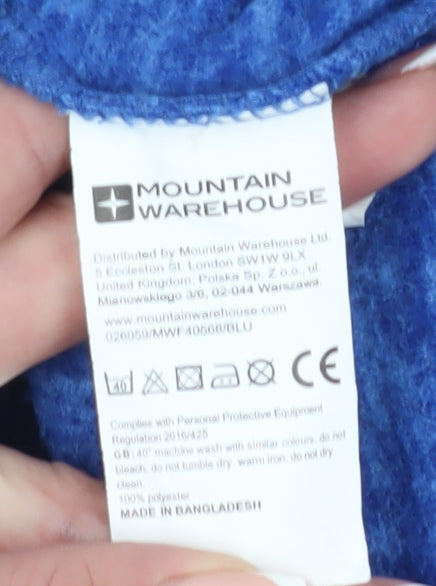 MOUNTAIN
WAREHOUSE
Distributed by Mountain Warehouse Ltd.
5 Eccleston St. London SW1W 9LX
United Kingdom. Polska Sp. Z o.o., ul.
Mianowskiego 3/6, 02-044 Warszawa.
www.mountainwarehouse.com
026059/MWF40568/BLU
40
CE
Complies with Personal Protective Equipment
Regulation 2016/425
GB: 40° machine wash with similar colours, do not
bleach, do not tumble dry, warm iron, do not dry
clean.
100% polyester
MADE IN BANGLADESH